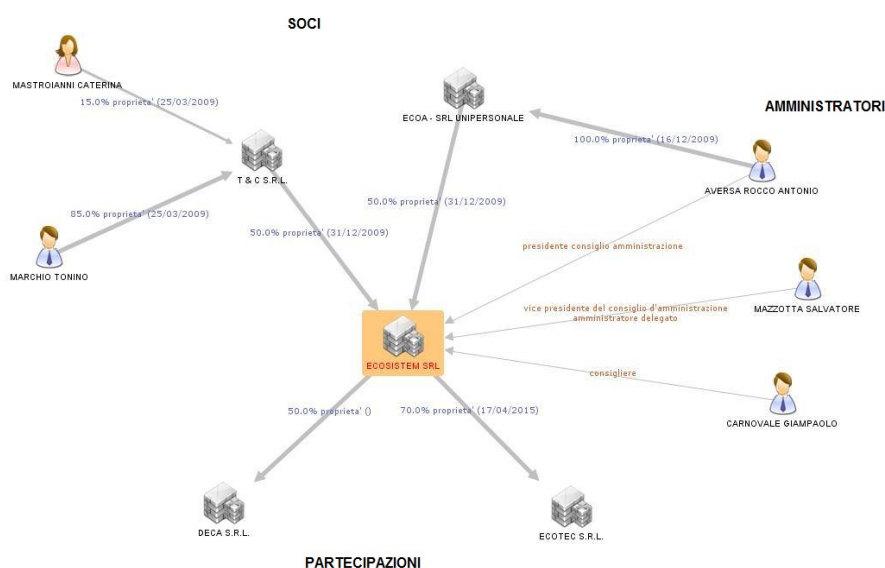 SOCI
MASTROIANNI CATERINA
15.0% proprieta' (25/03/2009)
ECOA - SRL UNIPERSONALE
AMMINISTRATORI
100.0% proprieta' (16/12/2009)
T & C S.R.L.
AVERSA ROCCO ANTONIO
85.0% proprieta' (25/03/2009)
50.0% proprieta' (31/12/2009)
50.0% proprieta' (31/12/2009)
presidente consiglio amministrazione
MARCHIO TONINO
vice presidente del consiglio d'amministrazione
amministratore delegato
MAZZOTTA SALVATORE
ECOSISTEM SRL
consigliere
50.0% proprieta' ()
70.0% proprieta' (17/04/2015)
CARNOVALE GIAMPAOLO
DECA S.R.L.
ECOTEC S.R.L.
PARTECIPAZIONI